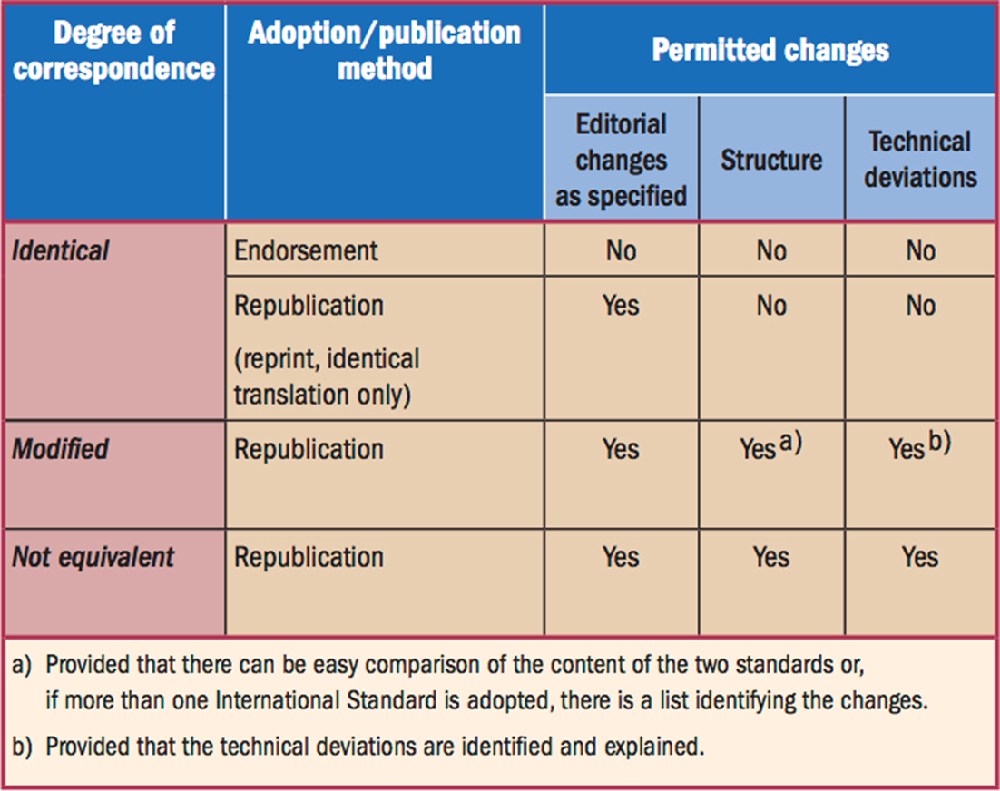 Degree of
correspondence
Adoption/publication
method
Permitted changes
Editorial
changes
as specified
Structure
Technical
deviations
Identical
Endorsement
No
No
No
Republication
(reprint, identical
translation only)
Yes
No
No
Modified
Republication
Yes
Yes a)
Yes b)
Not equivalent
Republication
Yes
Yes
Yes
a) Provided that there can be easy comparison of the content of the two standards or,
if more than one International Standard is adopted, there is a list identifying the changes.
b) Provided that the technical deviations are identified and explained.